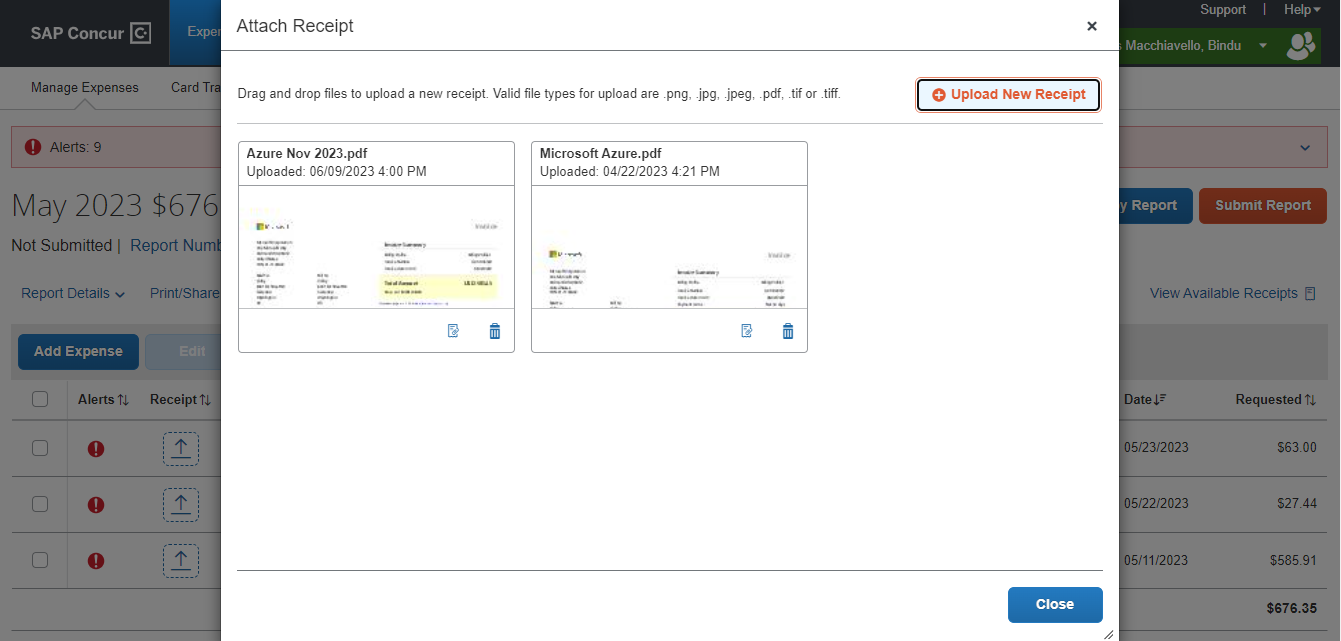 SAP Concur
Attach Receipt
Support | Help
Macchiavello, Bindu
Manage Expenses
Drag and drop files to upload a new receipt. Valid file types for upload are .png, .jpg, .jpeg, .pdf, .tif or .tiff.
Upload New Receipt
Alerts: 9
Azure Nov 2023.pdf
Uploaded: 06/09/2023 4:00 PM
Microsoft Azure.pdf
Uploaded: 04/22/2023 4:21 PM
May 2023 $676
Report
Submit Report
Not Submitted | Report
Report Details
Print/Share
View Available Receipts
Add Expense
Edit
Alerts
Receipt
Date
Requested
05/23/2023
$63.00
05/22/2023
$27.44
05/11/2023
$585.91
$676.35
Close